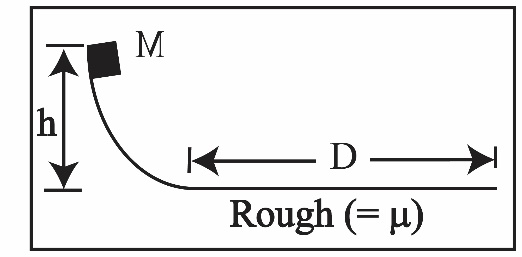 M
h
D
Rough (= μ)